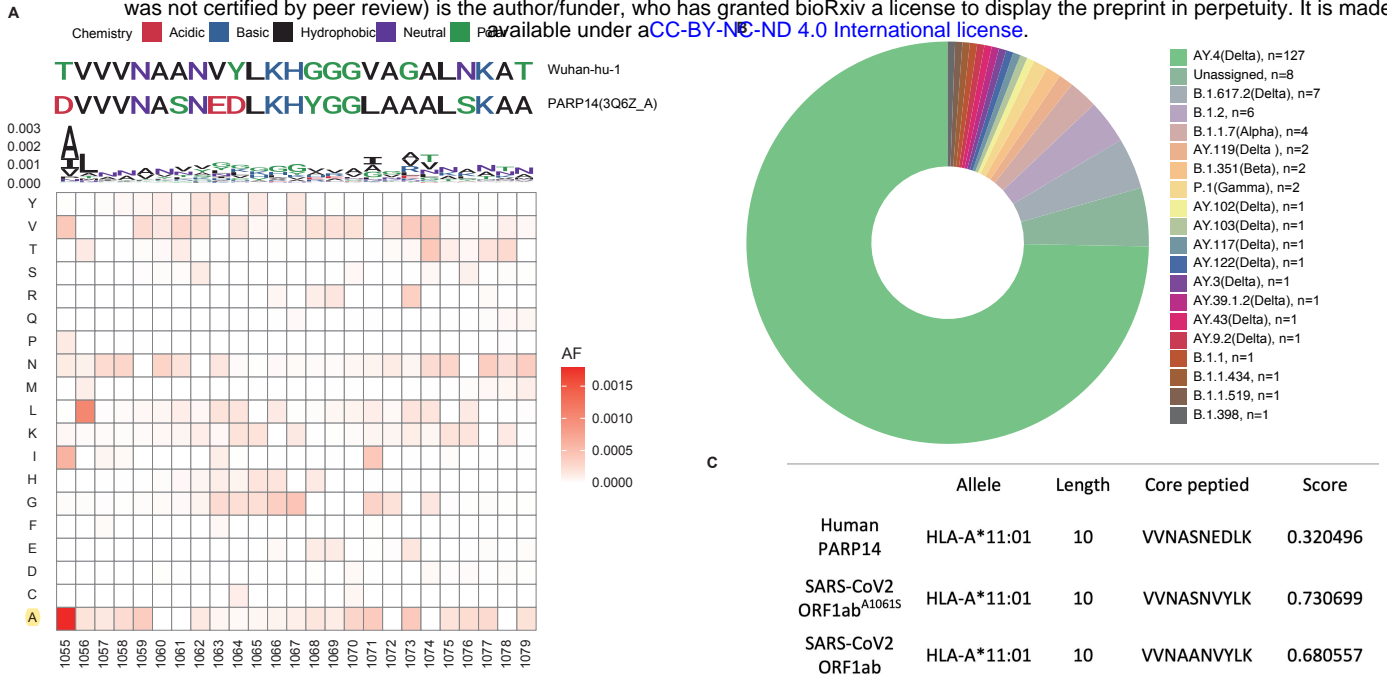 was not certified by peer review) is the author/funder, who has granted bioRxiv a license to display the preprint in perpetuity. It is made
available under aCC-BY-NC-ND 4.0 International license.
A
Chemistry Acidic Basic Hydrophobic Neutral Polar
TVVVNAANVYLKHGGGVAGALNKAT Wuhan-hu-1
DVVVNASNEDLKHYGGLAAALSKAA PARP14(3Q6Z_A)
0.003
0.002
0.001
0.000
Y
V
T
S
R
Q
P
N
M
L
K
I
H
G
F
E
D
C
A
1055 1056 1057 1058 1059 1060 1061 1062 1063 1064 1065 1066 1067 1068 1069 1070 1071 1072 1073 1074 1075 1076 1077 1078 1079
AF
0.0015
0.0010
0.0005
0.0000
B
AY.4(Delta), n=127
Unassigned, n=8
B.1.617.2(Delta), n=7
B.1.2, n=6
B.1.1.7(Alpha), n=4
AY.119(Delta ), n=2
B.1.351(Beta), n=2
P.1(Gamma), n=2
AY.102(Delta), n=1
AY.103(Delta), n=1
AY.117(Delta), n=1
AY.122(Delta), n=1
AY.3(Delta), n=1
AY.39.1.2(Delta), n=1
AY.43(Delta), n=1
AY.9.2(Delta), n=1
B.1.1, n=1
B.1.1.434, n=1
B.1.1.519, n=1
B.1.398, n=1
C
Allele Length Core peptied Score
Human
PARP14 HLA-A*11:01 10 VVNASNEDLK 0.320496
SARS-CoV2
ORF1abA1061S HLA-A*11:01 10 VVNASNVYLK 0.730699
SARS-CoV2
ORF1ab HLA-A*11:01 10 VVNAANVYLK 0.680557